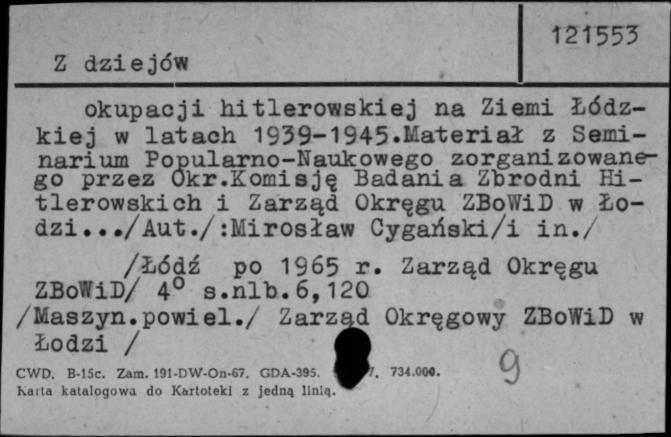 121553
Z dziejów
okupacji hitlerowskiej na Ziemi Łódz-
kiej w latach 1939-1945.Materiał z Semi-
narium Popularno-Naukowego zorganizowane-
go przez Okr.Komisję Badania Zbrodni Hi-
tlerowskich i Zarząd Okręgu ZBoWiD w Ło-
dzi.../Aut./:Mirosław Cygański/i in./
/Łódź po 1965 r. Zarząd Okręgu
ZBoWiD/ 4° s.nlb.6,120
/Maszyn.powiel./ Zarząd Okręgowy ZBoWiD w
Łodzi /
CWD. B-15c. Zam. 191-DW-On-67. GDA-395. 7. 734.000.
Karta katalogowa do Kartoteki z jedną linią.
9